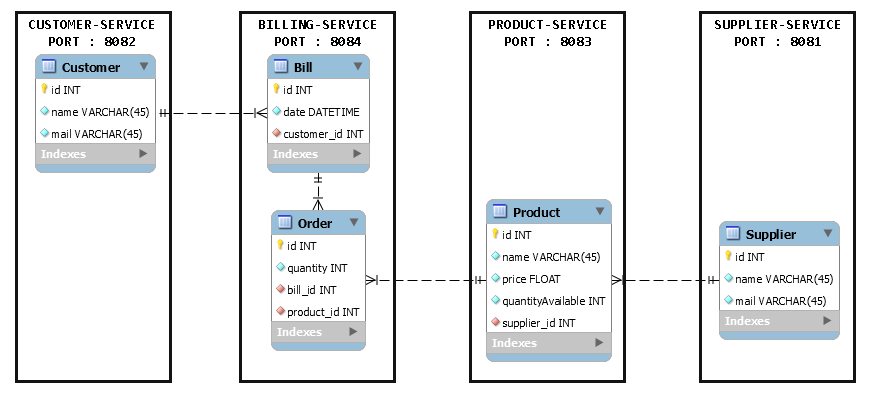 CUSTOMER-SERVICE
PORT : 8082
Customer
id INT
name VARCHAR(45)
mail VARCHAR(45)
Indexes
BILLING-SERVICE
PORT : 8084
Bill
id INT
date DATETIME
customer_id INT
Indexes
Order
id INT
quantity INT
bill_id INT
product_id INT
Indexes
PRODUCT-SERVICE
PORT : 8083
Product
id INT
name VARCHAR(45)
price FLOAT
quantityAvailable INT
supplier_id INT
Indexes
SUPPLIER-SERVICE
PORT : 8081
Supplier
id INT
name VARCHAR(45)
mail VARCHAR(45)
Indexes